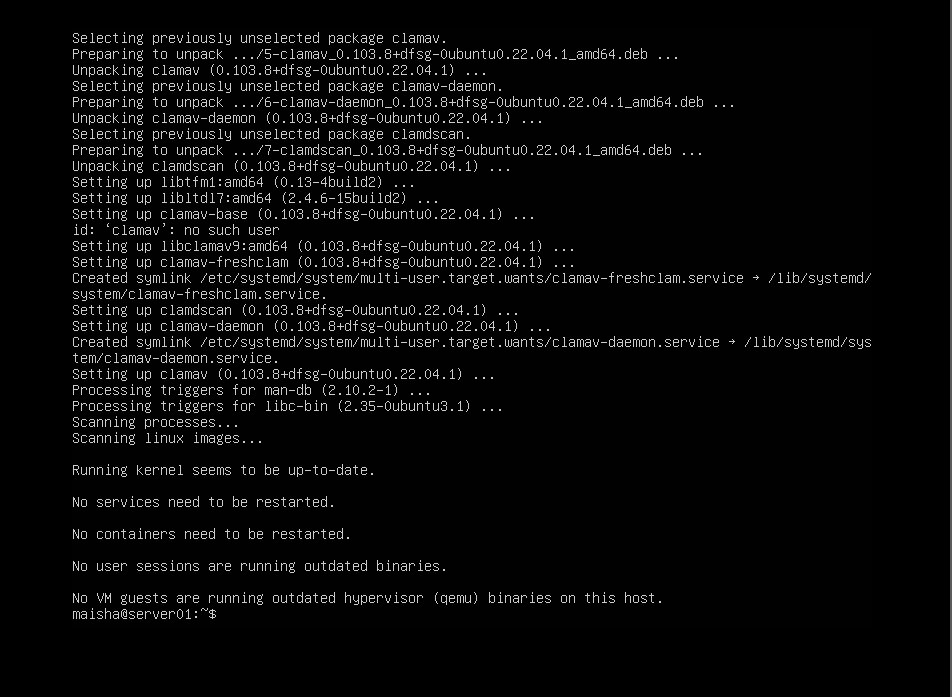 Selecting previously unselected package clamav.
Preparing to unpack .../5-clamav_0.103.8+dfsg-0ubuntu0.22.04.1_amd64.deb ...
Unpacking clamav (0.103.8+dfsg-0ubuntu0.22.04.1) ...
Selecting previously unselected package clamav-daemon.
Preparing to unpack .../6-clamav-daemon_0.103.8+dfsg-0ubuntu0.22.04.1_amd64.deb ...
Unpacking clamav-daemon (0.103.8+dfsg-0ubuntu0.22.04.1) ...
Selecting previously unselected package clamdscan.
Preparing to unpack .../7-clamdscan_0.103.8+dfsg-0ubuntu0.22.04.1_amd64.deb ...
Unpacking clamdscan (0.103.8+dfsg-0ubuntu0.22.04.1) ...
Setting up libtfm1:amd64 (0.13-4build2) ...
Setting up libltdl7:amd64 (2.4.6-15build2) ...
Setting up clamav-base (0.103.8+dfsg-0ubuntu0.22.04.1) ...
id: ‘clamav’: no such user
Setting up libclamav9:amd64 (0.103.8+dfsg-0ubuntu0.22.04.1) ...
Setting up clamav-freshclam (0.103.8+dfsg-0ubuntu0.22.04.1) ...
Created symlink /etc/systemd/system/multi-user.target.wants/clamav-freshclam.service → /lib/systemd/
system/clamav-freshclam.service.
Setting up clamdscan (0.103.8+dfsg-0ubuntu0.22.04.1) ...
Setting up clamav-daemon (0.103.8+dfsg-0ubuntu0.22.04.1) ...
Created symlink /etc/systemd/system/multi-user.target.wants/clamav-daemon.service → /lib/systemd/sys
tem/clamav-daemon.service.
Setting up clamav (0.103.8+dfsg-0ubuntu0.22.04.1) ...
Processing triggers for man-db (2.10.2-1) ...
Processing triggers for libc-bin (2.35-0ubuntu3.1) ...
Scanning processes...
Scanning linux images...
Running kernel seems to be up-to-date.
No services need to be restarted.
No containers need to be restarted.
No user sessions are running outdated binaries.
No VM guests are running outdated hypervisor (qemu) binaries on this host.
maisha@server01:~$